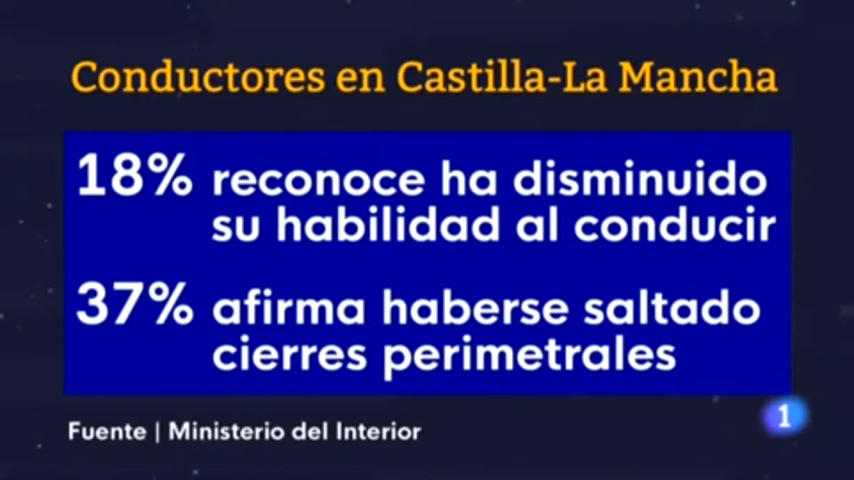 Conductores en Castilla-La Mancha
18% reconoce ha disminuido
su habilidad al conducir
37% afirma haberse saltado
cierres perimetrales
Fuente | Ministerio del Interior
1